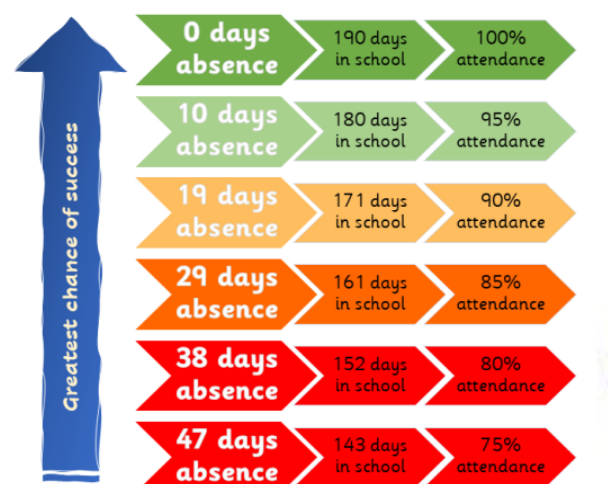 Greatest chance of success
0 days
absence
190 days
in school
100%
attendance
10 days
absence
180 days
in school
95%
attendance
19 days
absence
171 days
in school
90%
attendance
29 days
absence
161 days
in school
85%
attendance
38 days
absence
152 days
in school
80%
attendance
47 days
absence
143 days
in school
75%
attendance